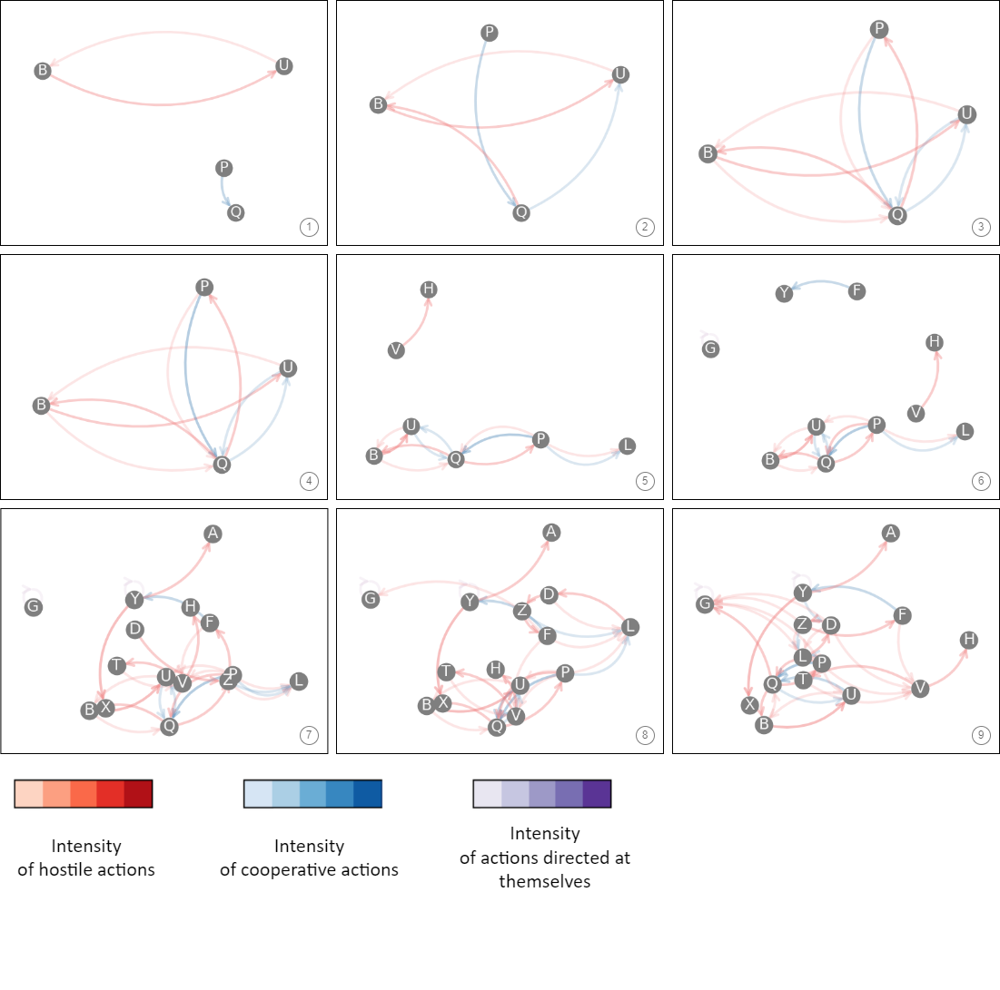 B
U
P
Q
1
P
U
B
Q
2
P
U
B
Q
3
P
U
B
Q
4
H
V
U
P
L
B
Q
5
Y
F
G
H
V
U
P
L
B
Q
6
A
Y
G
H
F
D
T
U
V
P
Z
L
B
X
Q
7
A
G
Y
D
Z
L
F
T
H
U
P
B
X
V
Q
8
A
Y
G
F
Z
D
H
L
P
Q
T
V
X
U
B
9
Intensity
of hostile actions
Intensity
of cooperative actions
Intensity
of actions directed at
themselves